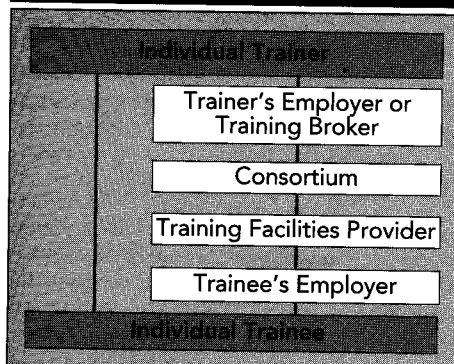 Individual Trainer
Trainer's Employer or
Training Broker
Consortium
Training Facilities Provider
Trainee's Employer
Individual Trainee